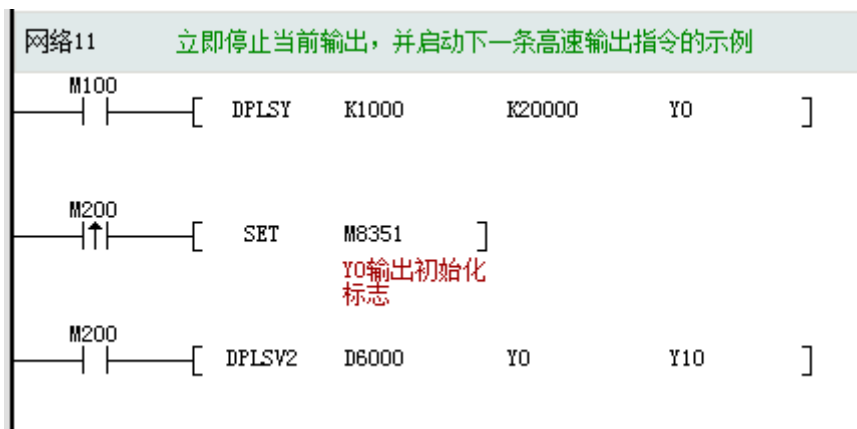 网络11 立即停止当前输出，并启动下一条高速输出指令的示例
M100
[ DPLSY K1000 K20000 Y0 ]
M200
[ SET M8351 ]
Y0输出初始化
标志
M200
[ DPLSV2 D6000 Y0 Y10 ]